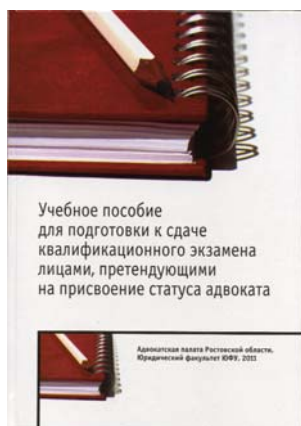 Учебное пособие
для подготовки к сдаче
квалификационного экзамена
лицами, претендующими
на присвоение статуса адвоката
Адвокатская палата Ростовской области.
Юридический факультет ЮФУ. 2011